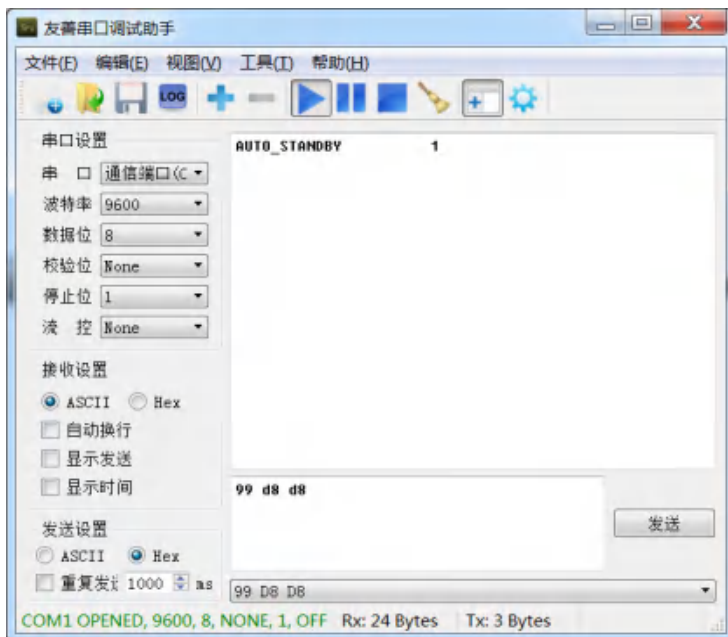 友善串口调试助手
文件(F) 编辑(E) 视图(V) 工具(T) 帮助(H)
LOG
串口设置
串 口 通信端口(C
波特率 9600
数据位 8
校验位 None
停止位 1
流 控 None
接收设置
ASCII Hex
自动换行
显示发送
显示时间
发送设置
ASCII Hex
重复发 1000 ms
AUTO_STANDBY 1
99 d8 d8
发送
99 D8 D8
COM1 OPENED, 9600, 8, NONE, 1, OFF Rx: 24 Bytes Tx: 3 Bytes